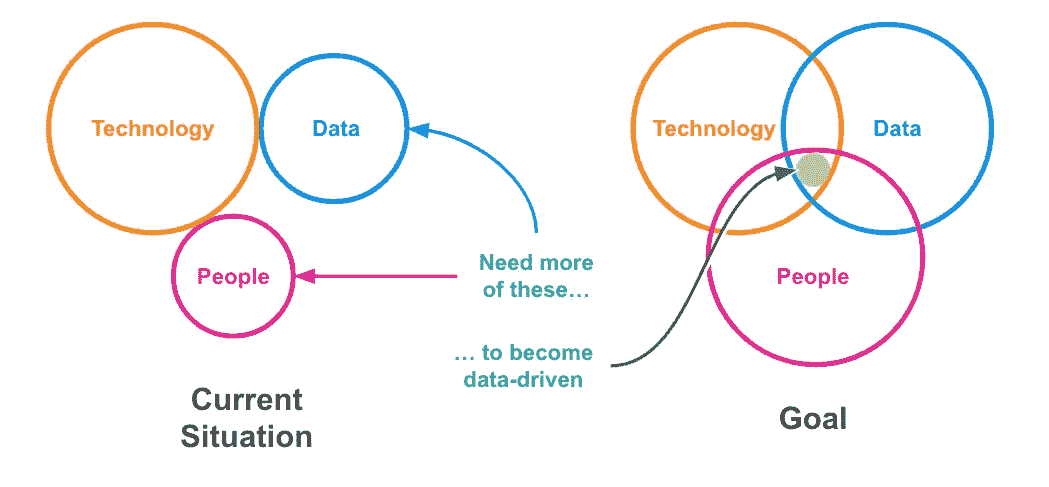 Technology
Data
People
Current
Situation
Need more
of these…
… to become
data-driven
Technology
Data
People
Goal